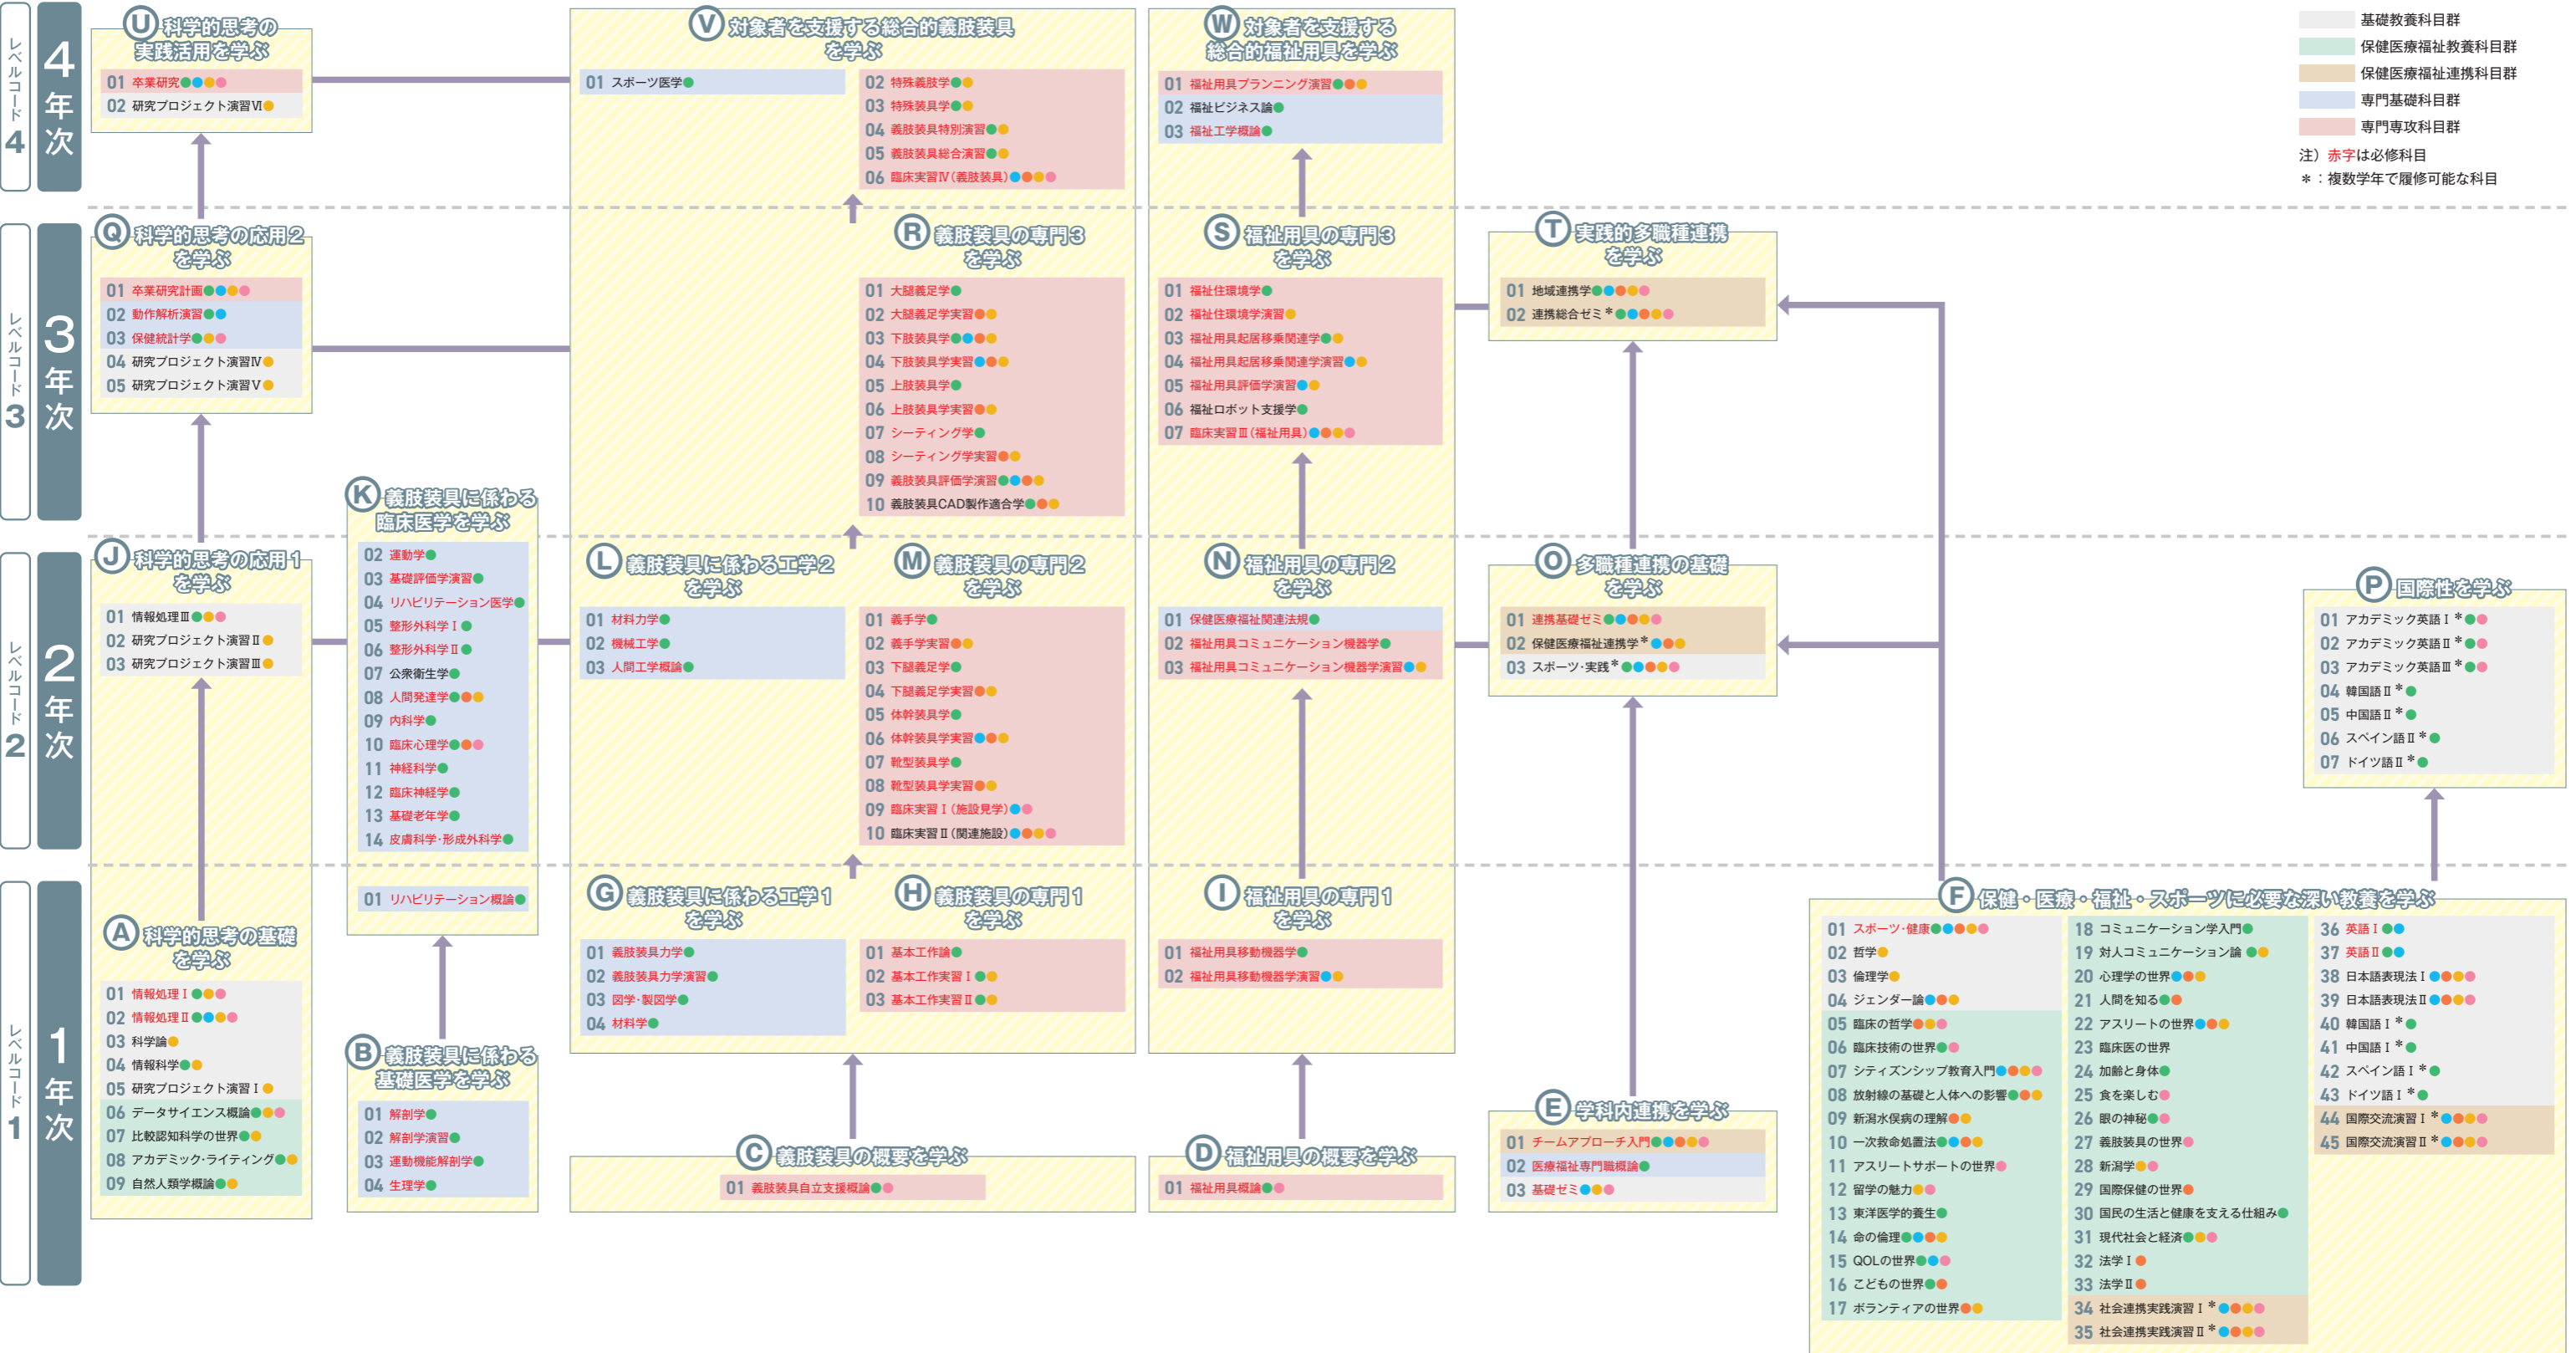 基礎教養科目群
保健医療福祉教養科目群
保健医療福祉連携科目群
専門基礎科目群
専門専攻科目群
注）赤字は必修科目
＊：複数学年で履修可能な科目
レベルコード4
4年次
U 科学的思考の
実践活用を学ぶ
01 卒業研究
02 研究プロジェクト演習Ⅵ
V 対象者を支援する総合的義肢装具
を学ぶ
01 スポーツ医学
02 特殊義肢学
03 特殊装具学
04 義肢装具特別演習
05 義肢装具総合演習
06 臨床実習Ⅳ（義肢装具）
W 対象者を支援する
総合的福祉用具を学ぶ
01 福祉用具プランニング演習
02 福祉ビジネス論
03 福祉工学概論
レベルコード3
3年次
Q 科学的思考の応用2
を学ぶ
01 卒業研究計画
02 動作解析演習
03 保健統計学
04 研究プロジェクト演習Ⅳ
05 研究プロジェクト演習Ⅴ
R 義肢装具の専門3
を学ぶ
01 大腿義足学
02 大腿義足学実習
03 下肢装具学
04 下肢装具学実習
05 上肢装具学
06 上肢装具学実習
07 シーティング学
08 シーティング学実習
09 義肢装具評価学演習
10 義肢装具CAD製作適合学
S 福祉用具の専門3
を学ぶ
01 福祉住環境学
02 福祉住環境学演習
03 福祉用具起居移乗関連学
04 福祉用具起居移乗関連学演習
05 福祉用具評価学演習
06 福祉ロボット支援学
07 臨床実習Ⅲ（福祉用具）
T 実践的多職種連携
を学ぶ
01 地域連携学
02 連携総合ゼミ＊
レベルコード2
2年次
J 科学的思考の応用1
を学ぶ
01 情報処理Ⅲ
02 研究プロジェクト演習Ⅱ
03 研究プロジェクト演習Ⅲ
K 義肢装具に係わる
臨床医学を学ぶ
02 運動学
03 基礎評価学演習
04 リハビリテーション医学
05 整形外科学Ⅰ
06 整形外科学Ⅱ
07 公衆衛生学
08 人間発達学
09 内科学
10 臨床心理学
11 神経科学
12 臨床神経学
13 基礎老年学
14 皮膚科学・形成外科学
01 リハビリテーション概論
L 義肢装具に係わる工学2
を学ぶ
01 材料力学
02 機械工学
03 人間工学概論
M 義肢装具の専門2
を学ぶ
01 義手学
02 義手学実習
03 下腿義足学
04 下腿義足学実習
05 体幹装具学
06 体幹装具学実習
07 靴型装具学
08 靴型装具学実習
09 臨床実習Ⅰ（施設見学）
10 臨床実習Ⅱ（関連施設）
N 福祉用具の専門2
を学ぶ
01 保健医療福祉関連法規
02 福祉用具コミュニケーション機器学
03 福祉用具コミュニケーション機器学演習
O 多職種連携の基礎
を学ぶ
01 連携基礎ゼミ
02 保健医療福祉連携学＊
03 スポーツ・実践＊
P 国際性を学ぶ
01 アカデミック英語Ⅰ＊
02 アカデミック英語Ⅱ＊
03 アカデミック英語Ⅲ＊
04 韓国語Ⅱ＊
05 中国語Ⅱ＊
06 スペイン語Ⅱ＊
07 ドイツ語Ⅱ＊
レベルコード1
1年次
A 科学的思考の基礎
を学ぶ
01 情報処理Ⅰ
02 情報処理Ⅱ
03 科学論
04 情報科学
05 研究プロジェクト演習Ⅰ
06 データサイエンス概論
07 比較認知科学の世界
08 アカデミック・ライティング
09 自然人類学概論
B 義肢装具に係わる
基礎医学を学ぶ
01 解剖学
02 解剖学演習
03 運動機能解剖学
04 生理学
G 義肢装具に係わる工学1
を学ぶ
01 義肢装具力学
02 義肢装具力学演習
03 図学・製図学
04 材料学
H 義肢装具の専門1
を学ぶ
01 基本工作論
02 基本工作実習Ⅰ
03 基本工作実習Ⅱ
I 福祉用具の専門1
を学ぶ
01 福祉用具移動機器学
02 福祉用具移動機器学演習
C 義肢装具の概要を学ぶ
01 義肢装具自立支援概論
D 福祉用具の概要を学ぶ
01 福祉用具概論
E 学科内連携を学ぶ
01 チームアプローチ入門
02 医療福祉専門職概論
03 基礎ゼミ
F 保健・医療・福祉・スポーツに必要な深い教養を学ぶ
01 スポーツ・健康
02 哲学
03 倫理学
04 ジェンダー論
05 臨床の哲学
06 臨床技術の世界
07 シティズンシップ教育入門
08 放射線の基礎と人体への影響
09 新潟水俣病の理解
10 一次救命処置法
11 アスリートサポートの世界
12 留学の魅力
13 東洋医学的養生
14 命の倫理
15 QOLの世界
16 こどもの世界
17 ボランティアの世界
18 コミュニケーション学入門
19 対人コミュニケーション論
20 心理学の世界
21 人間を知る
22 アスリートの世界
23 臨床医の世界
24 加齢と身体
25 食を楽しむ
26 眼の神秘
27 義肢装具の世界
28 新潟学
29 国際保健の世界
30 国民の生活と健康を支える仕組み
31 現代社会と経済
32 法学Ⅰ
33 法学Ⅱ
34 社会連携実践演習Ⅰ＊
35 社会連携実践演習Ⅱ＊
36 英語Ⅰ
37 英語Ⅱ
38 日本語表現法Ⅰ
39 日本語表現法Ⅱ
40 韓国語Ⅰ＊
41 中国語Ⅰ＊
42 スペイン語Ⅰ＊
43 ドイツ語Ⅰ＊
44 国際交流演習Ⅰ＊
45 国際交流演習Ⅱ＊